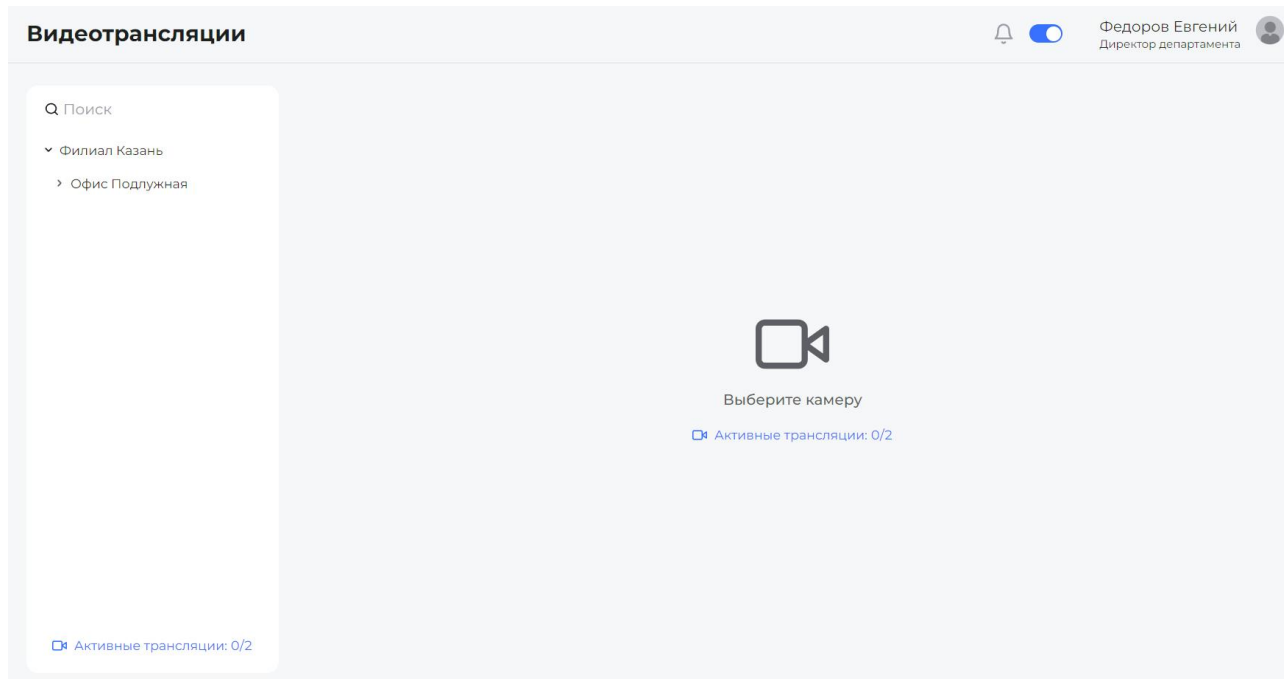 Видеотрансляции
Федоров Евгений
Директор департамента
Поиск
Филиал Казань
Офис Подлужная
Выберите камеру
Активные трансляции: 0/2
Активные трансляции: 0/2